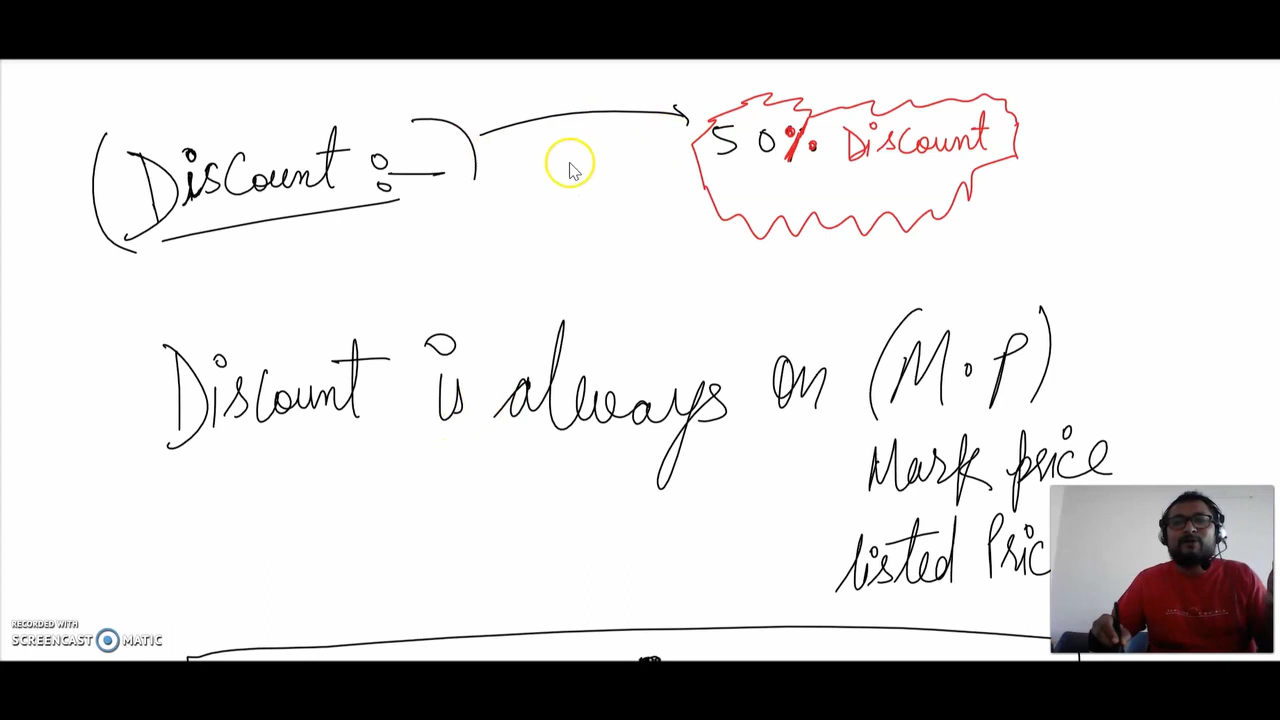 (Discount :-) 50% Discount
Discount is always on (M.P)
Mark price
listed Pric
RECORDED WITH
SCREENCAST MATIC